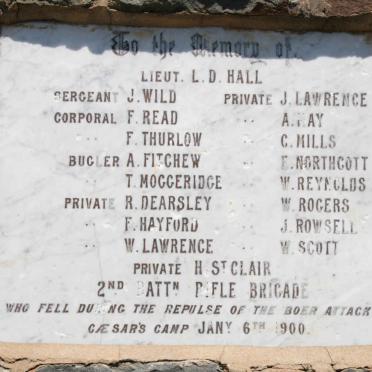 To the Memory of
LIEUT. L. D. HALL
SERGEANT J. WILD PRIVATE J. LAWRENCE
CORPORAL F. READ " A. MAY
" F. THURLOW " C. MILLS
BUGLER A. FITCHEW " E. NORTHCOTT
" T. MOGGERIDGE " W. REYNOLDS
PRIVATE R. DEARSLEY " W. ROGERS
" F. HAYFORD " J. ROWSELL
" W. LAWRENCE " W. SCOTT
PRIVATE H. ST CLAIR
2ND BATTN RIFLE BRIGADE
WHO FELL DURING THE REPULSE OF THE BOER ATTACK
CÆSAR'S CAMP JANY 6TH 1900.